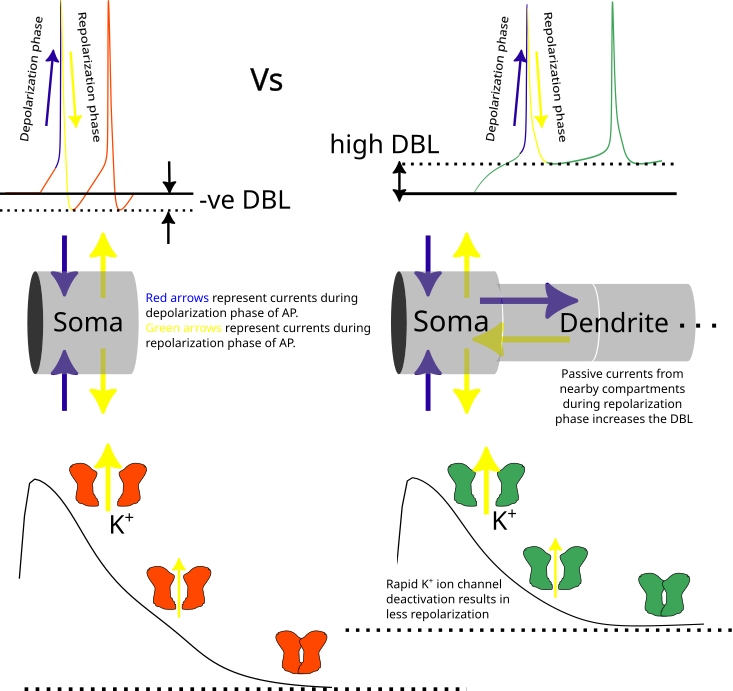 Depolarization phase
Repolarization phase
Vs
Depolarization phase
Repolarization phase
high DBL
-ve DBL
Soma
Red arrows represent currents during
depolarization phase of AP.
Green arrows represent currents during
repolarization phase of AP.
Soma
Dendrite ...
Passive currents from
nearby compartments
during repolarization
phase increases the DBL
K⁺
K⁺
Rapid K⁺ ion channel
deactivation results in
less repolarization